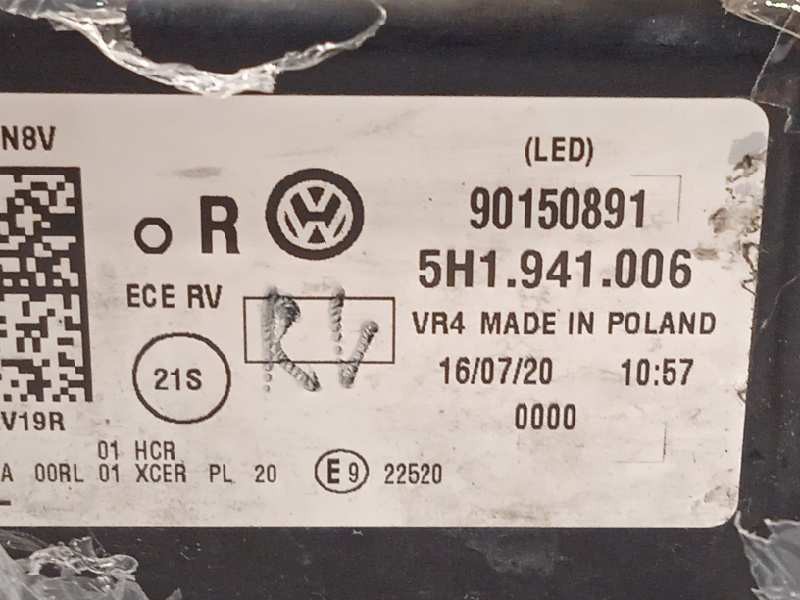 N8V
(LED)
R
90150891
5H1.941.006
ECE RV
VR4 MADE IN POLAND
21S
16/07/20 10:57
0000
V19R
01 HCR
A 00RL 01 XCER PL 20 E9 22520